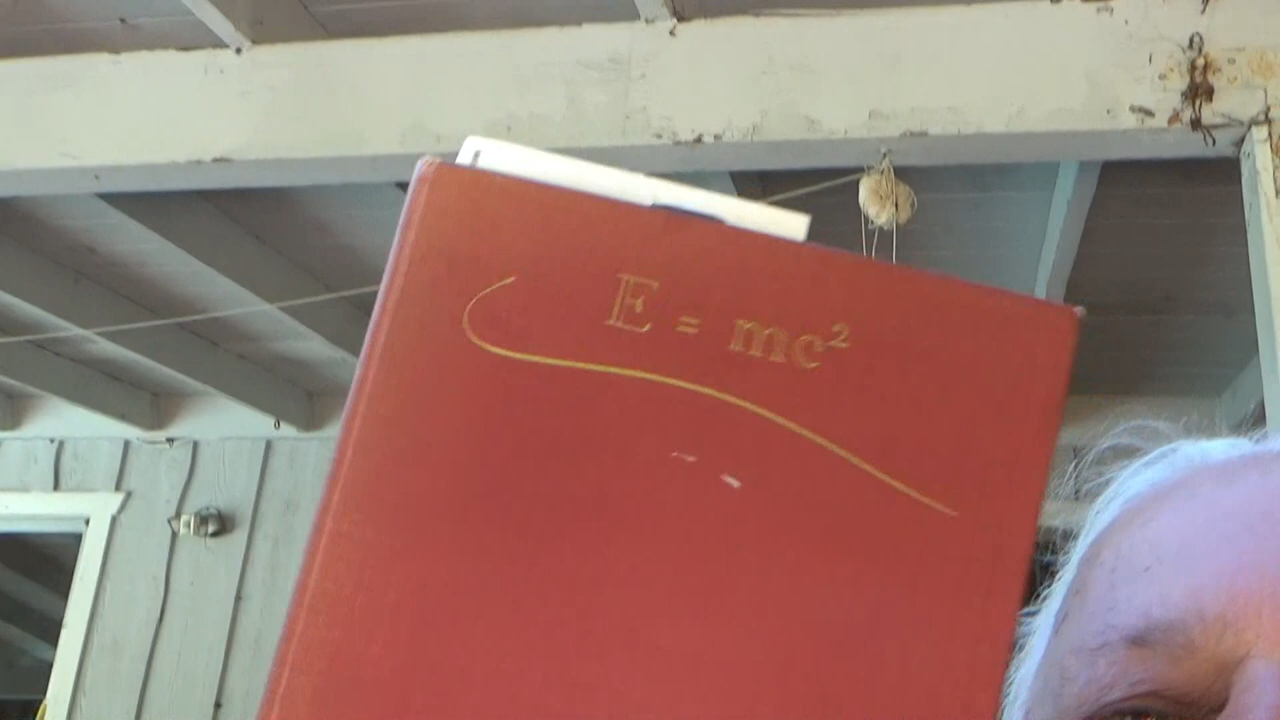 E = mc²